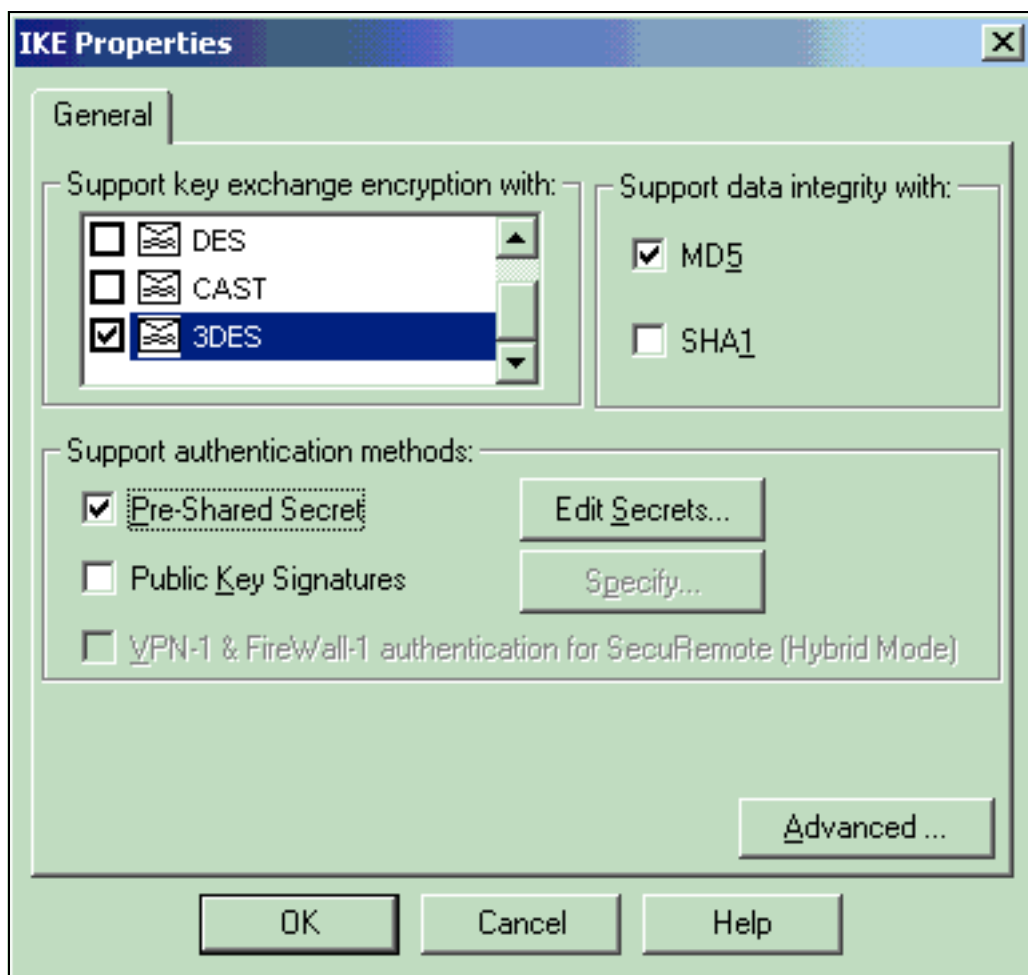 IKE Properties
General
Support key exchange encryption with:
DES
CAST
3DES
Support data integrity with:
MD5
SHA1
Support authentication methods:
Pre-Shared Secret
Edit Secrets...
Public Key Signatures
Specify...
VPN-1 & FireWall-1 authentication for SecuRemote (Hybrid Mode)
Advanced ...
OK
Cancel
Help